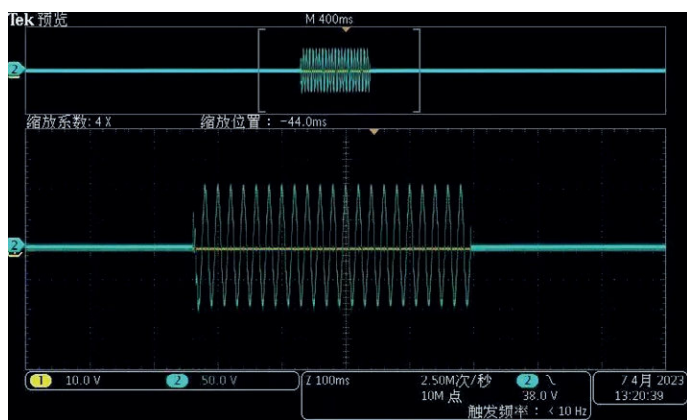 Tek 预览
M 400ms
2
缩放系数: 4 X
缩放位置: -44.0ms
2
1 10.0 V
2 50.0 V
Z 100ms
2.50M次/秒
10M 点
2 \ 38.0 V
触发频率: < 10 Hz
7 4月 2023
13:20:39